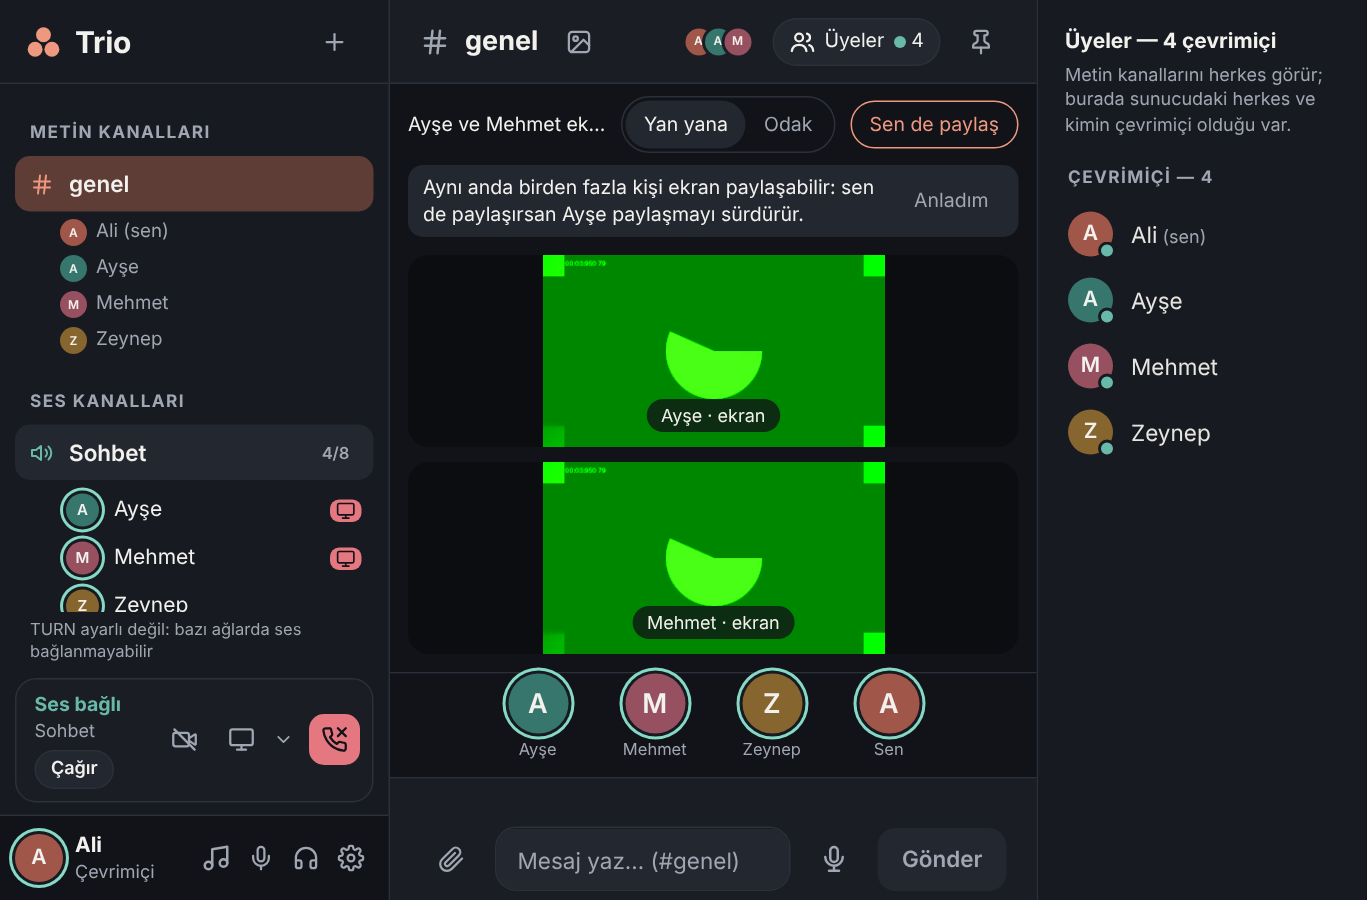 Trio
METİN KANALLARI
genel
A Ali (sen)
A Ayşe
M Mehmet
Z Zeynep
SES KANALLARI
Sohbet 4/8
A Ayşe
M Mehmet
Z Zeynep
TURN ayarlı değil: bazı ağlarda ses
bağlanmayabilir
Ses bağlı
Sohbet
Çağır
A Ali
Çevrimiçi
# genel
A A M
Üyeler 4
Ayşe ve Mehmet ek...
Yan yana
Odak
Sen de paylaş
Aynı anda birden fazla kişi ekran paylaşabilir: sen
de paylaşırsan Ayşe paylaşmayı sürdürür.
Anladım
Ayşe · ekran
Mehmet · ekran
A M Z A
Ayşe Mehmet Zeynep Sen
Mesaj yaz... (#genel)
Gönder
Üyeler — 4 çevrimiçi
Metin kanallarını herkes görür;
burada sunucudaki herkes ve
kimin çevrimiçi olduğu var.
ÇEVRİMİÇİ — 4
A Ali (sen)
A Ayşe
M Mehmet
Z Zeynep